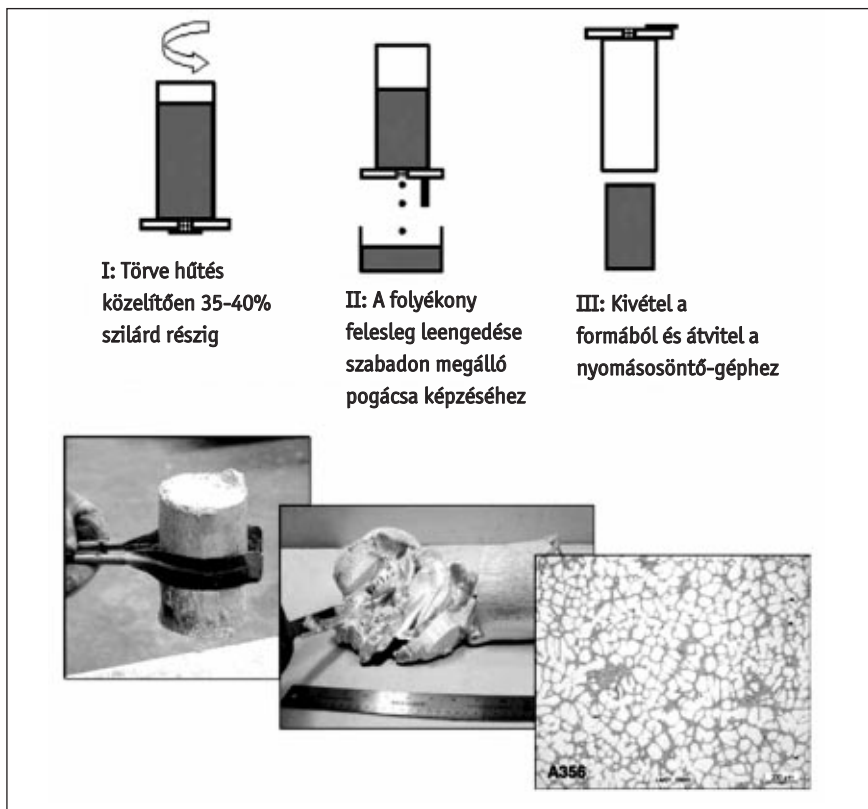 I: Törve hűtés
közelítően 35-40%
szilárd részig
II: A folyékony
felesleg leengedése
szabadon megálló
pogácsa képzéséhez
III: Kivétel a
formából és átvitel a
nyomásosöntő-géphez
A356